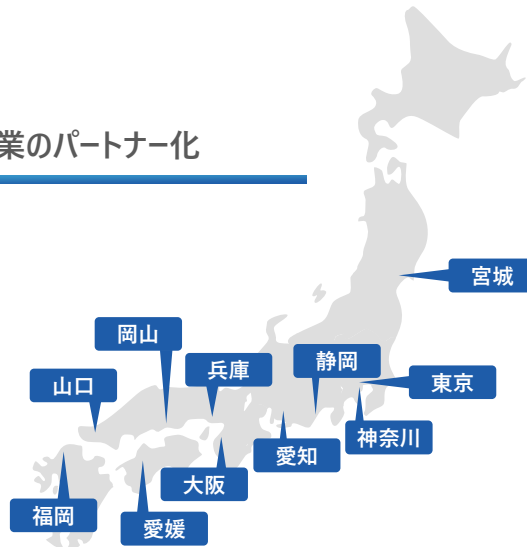 業のパートナー化
宮城
岡山
兵庫
静岡
山口
東京
神奈川
愛知
大阪
福岡
愛媛